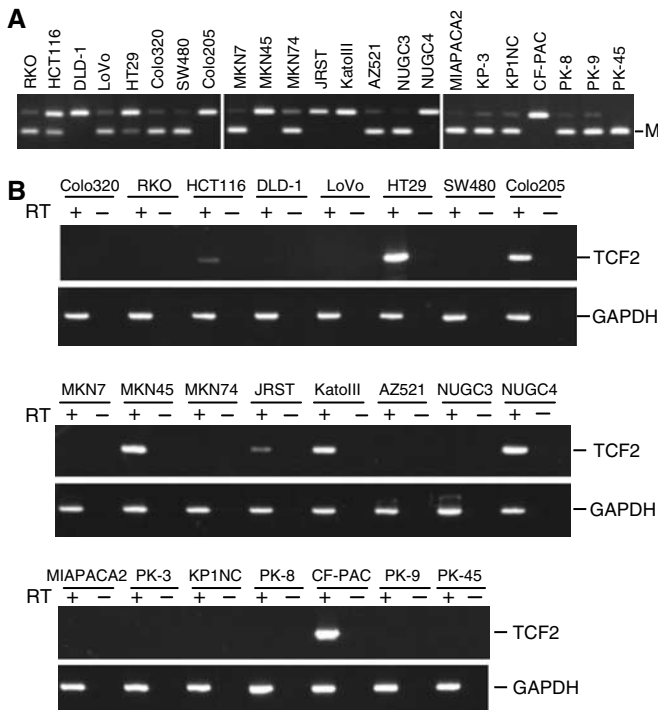 A
RKO HCT116 DLD-1 LoVo HT29 Colo320 SW480 Colo205 MKN7 MKN45 MKN74 JRST KatoIII AZ521 NUGC3 NUGC4 MIAPACA2 KP-3 KP1NC CF-PAC PK-8 PK-9 PK-45
–M
B
Colo320 RKO HCT116 DLD-1 LoVo HT29 SW480 Colo205
RT + – + – + – + – + – + – + – + –
–TCF2
–GAPDH
MKN7 MKN45 MKN74 JRST KatoIII AZ521 NUGC3 NUGC4
RT + – + – + – + – + – + – + – + –
– TCF2
–GAPDH
MIAPACA2 PK-3 KP1NC PK-8 CF-PAC PK-9 PK-45
RT + – + – + – + – + – + – + –
– TCF2
– GAPDH